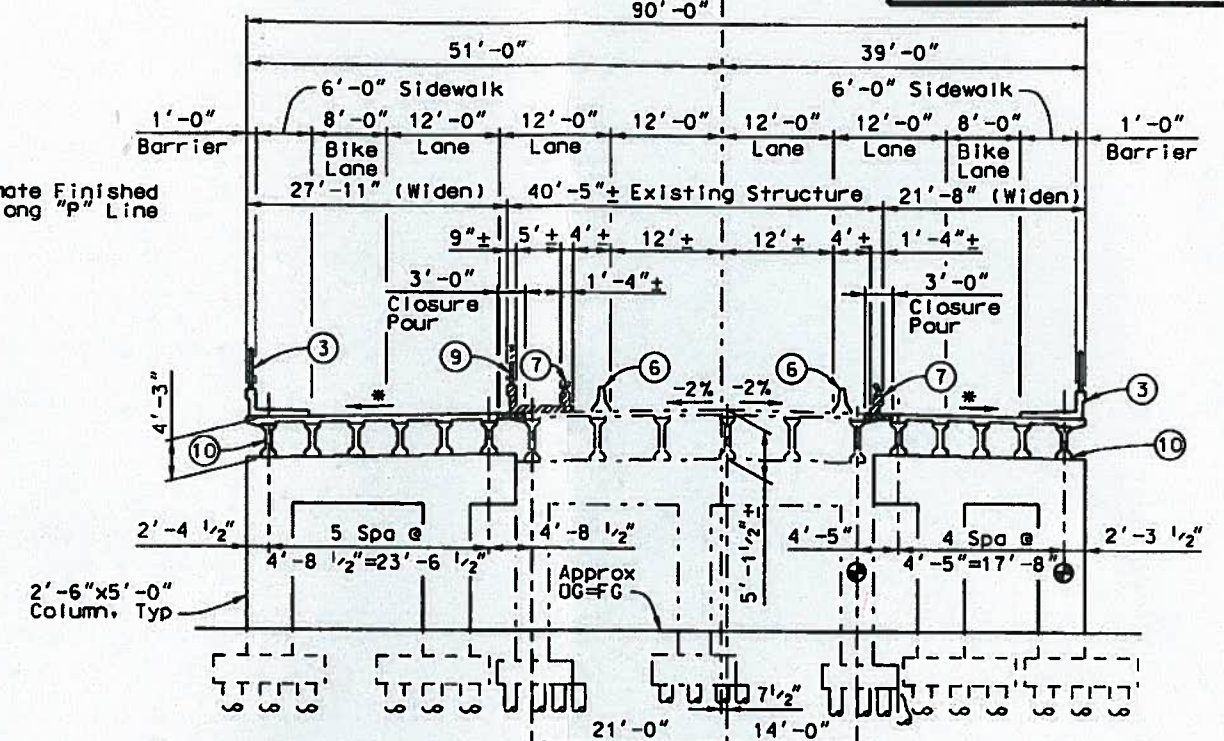 90'-0"
51'-0" 39'-0"
6'-0" Sidewalk 6'-0" Sidewalk
1'-0" 8'-0" 12'-0" 12'-0" 12'-0" 12'-0" 12'-0" 8'-0" 1'-0"
Barrier Bike Lane Lane Lane Lane Lane Bike Lane Barrier
nate Finished
ong "P" Line
27'-11" (Widen) 40'-5"± Existing Structure 21'-8" (Widen)
9"± 5'± 4'± 12'± 12'± 4'± 1'-4"±
3'-0" 1'-4"± 3'-0"
Closure Closure
Pour Pour
3 9 7 6 6 7 3
4'-3" * -2% -2% *
10 10
2'-4 1/2" 5 Spa @ 4'-8 1/2" 4'-5" 4 Spa @ 2'-3 1/2"
4'-8 1/2"=23'-6 1/2" 5'-1 1/2"± 4'-5"=17'-8"
2'-6"x5'-0"
Column, Typ
Approx
OG=FG
7 1/2"
21'-0" 14'-0"